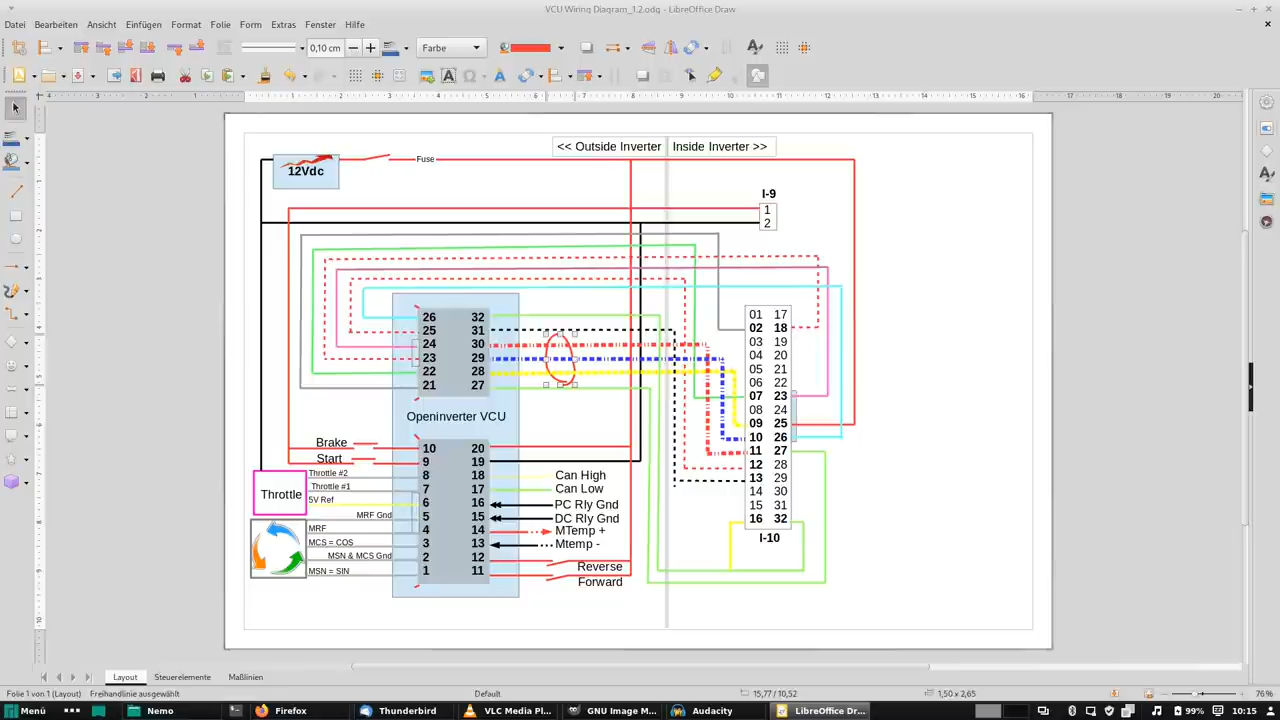 VCU Wiring Diagram_1.2.odg - LibreOffice Draw
Datei Bearbeiten Ansicht Einfügen Format Folie Form Extras Fenster Hilfe
0,10 cm Farbe
<< Outside Inverter Inside Inverter >>
12Vdc
Fuse
I-9
1
2
26 32
25 31
24 30
23 29
22 28
21 27
Openinverter VCU
01 17
02 18
03 19
04 20
05 21
06 22
07 23
08 24
09 25
10 26
11 27
12 28
13 29
14 30
15 31
16 32
I-10
Brake
Start
Throttle #2
Throttle #1
5V Ref
Throttle
MRF Gnd
MRF
MCS = COS
MSN & MCS Gnd
MSN = SIN
10 20
9 19
8 18
7 17
6 16
5 15
4 14
3 13
2 12
1 11
Can High
Can Low
PC Rly Gnd
DC Rly Gnd
MTemp +
Mtemp -
Reverse
Forward
Layout Steuerelemente Maßlinien
Folie 1 von 1 (Layout) Freihandlinie ausgewählt Default 15,77 / 10,52 1,50 x 2,65 76%
Menü Nemo Firefox Thunderbird VLC Media Pl... GNU Image M... Audacity LibreOffice Dra... 99% 10:15